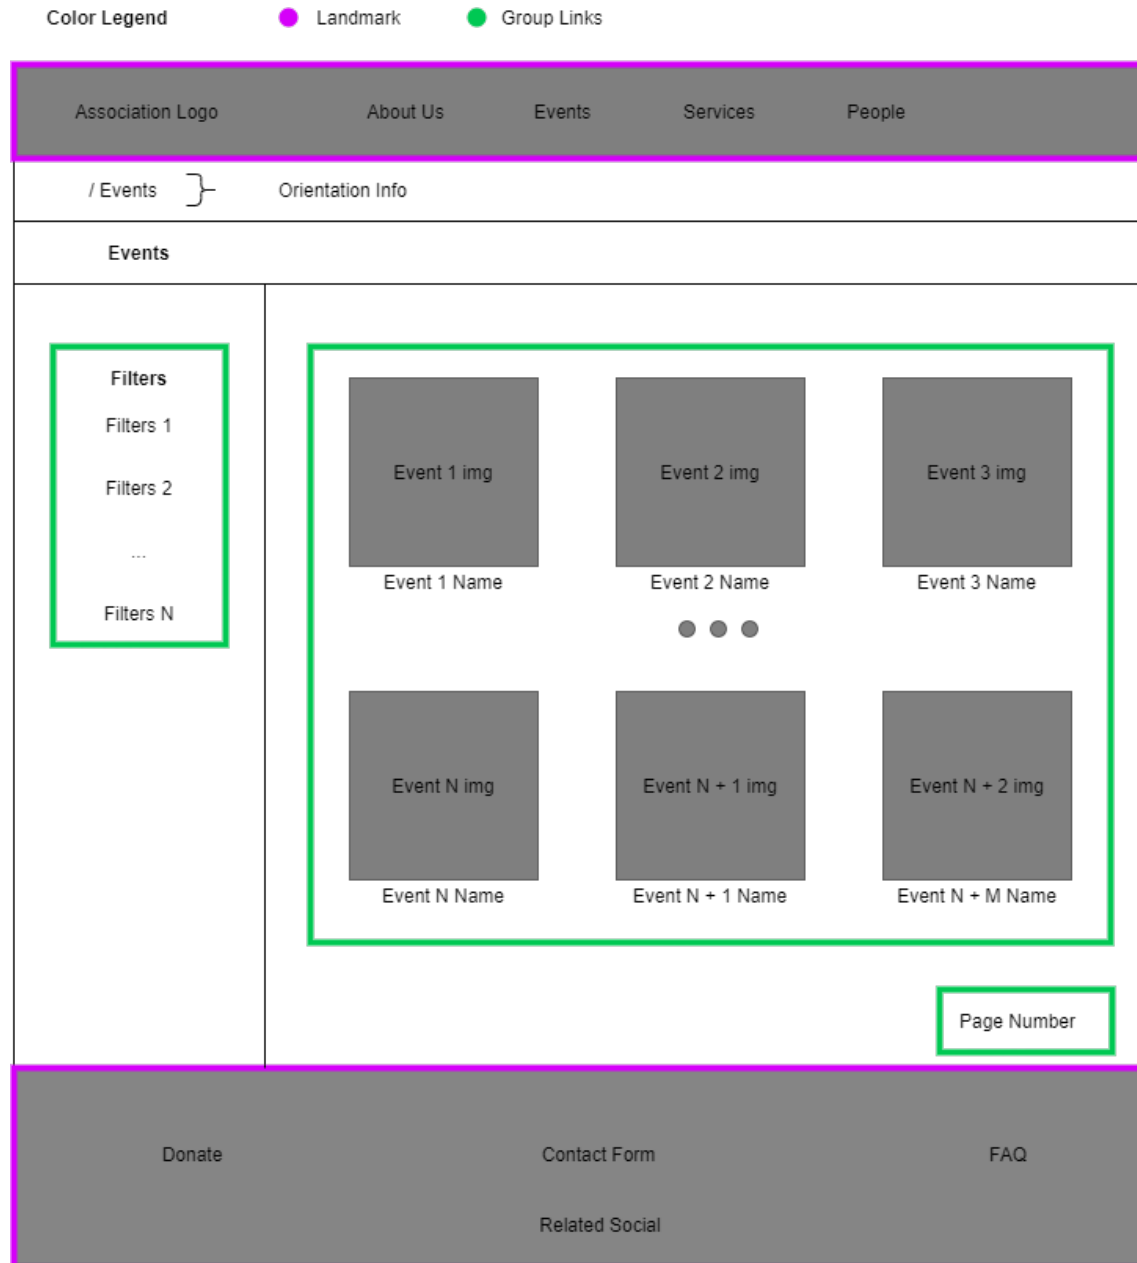 Color Legend Landmark Group Links
Association Logo About Us Events Services People
/ Events Orientation Info
Events
Filters
Filters 1
Filters 2
...
Filters N
Event 1 img Event 2 img Event 3 img
Event 1 Name Event 2 Name Event 3 Name
Event N img Event N + 1 img Event N + 2 img
Event N Name Event N + 1 Name Event N + M Name
Page Number
Donate Contact Form FAQ
Related Social